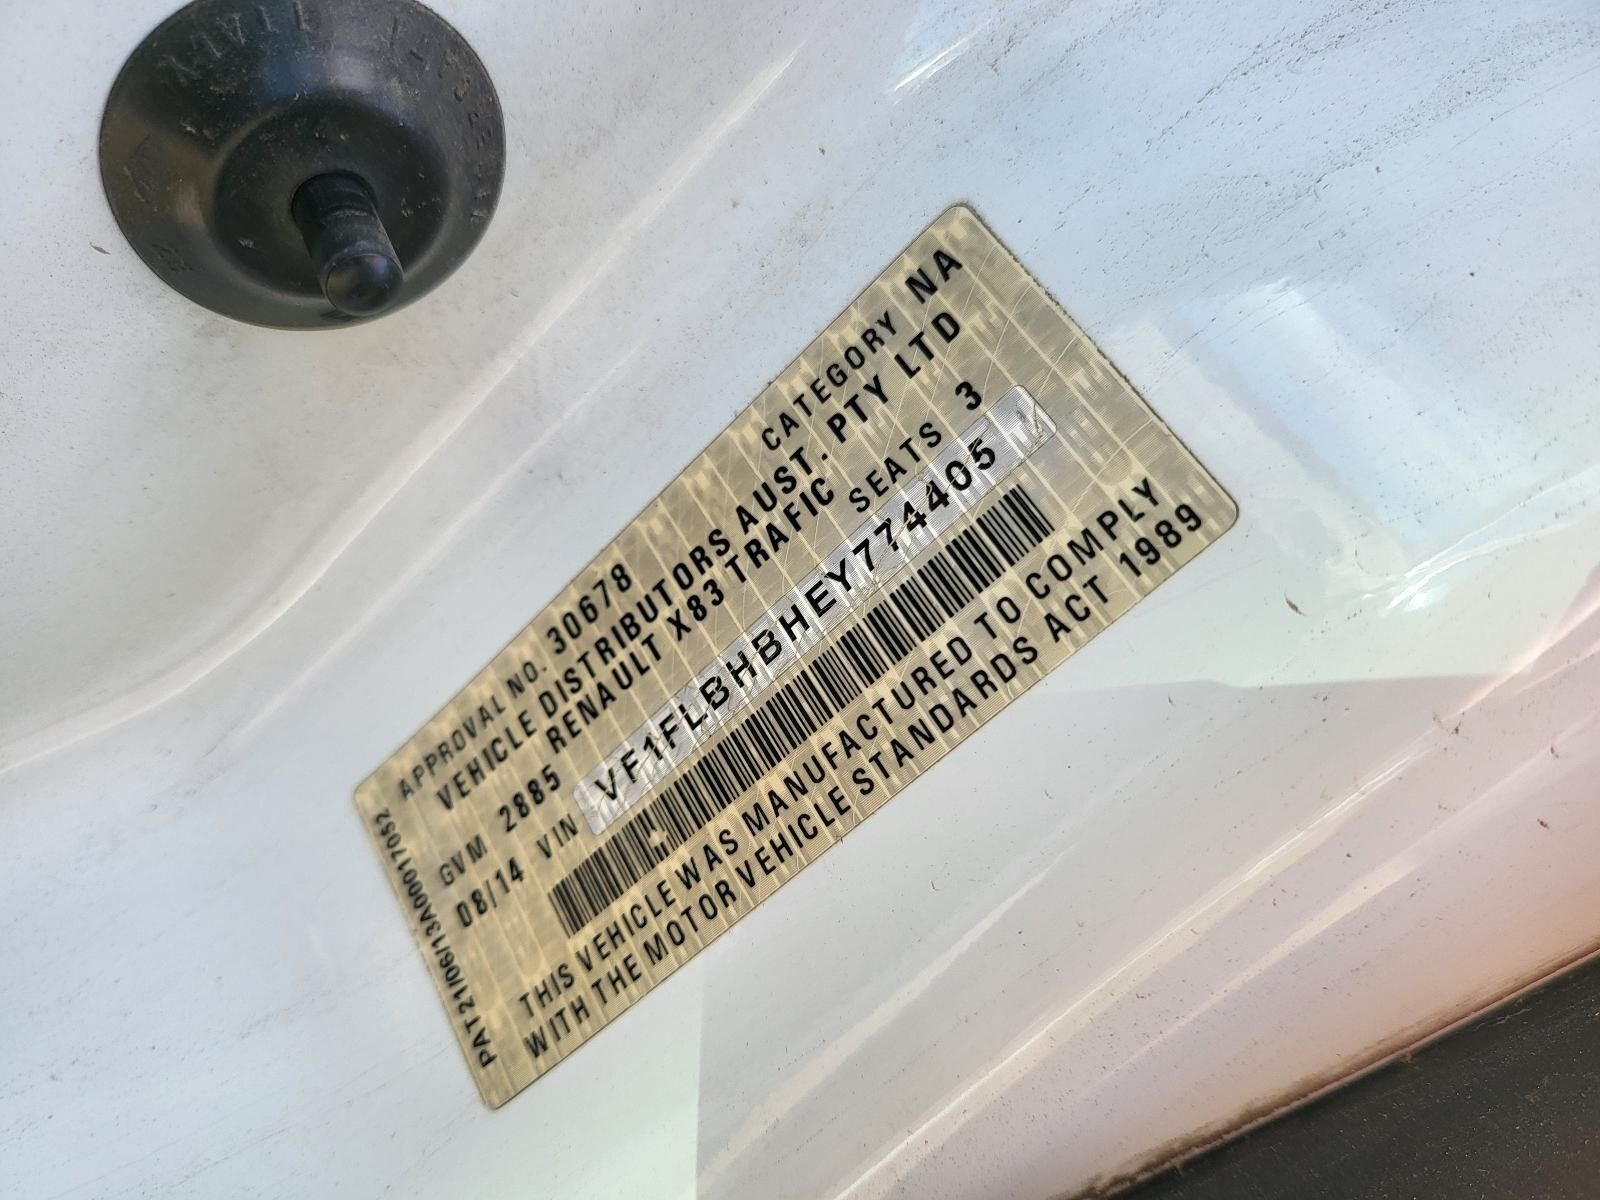 APPROVAL NO. 30678 CATEGORY NA
VEHICLE DISTRIBUTORS AUST. PTY LTD
RENAULT X83 TRAFIC
GVM 2885 SEATS 3
08/14 VIN VF1FLBHBHEY774405
THIS VEHICLE WAS MANUFACTURED TO COMPLY
WITH THE MOTOR VEHICLE STANDARDS ACT 1989